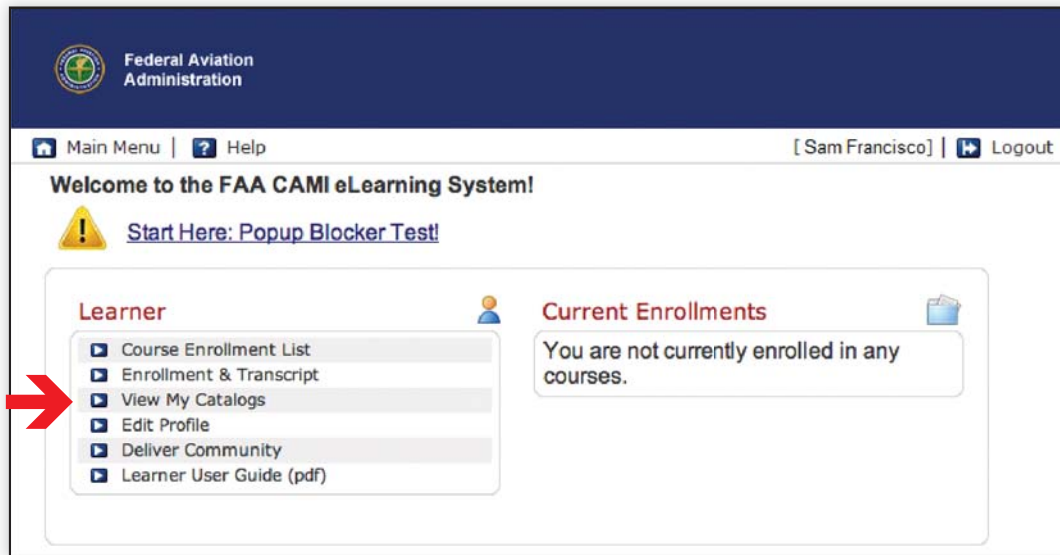 Federal Aviation
Administration
Main Menu | ? Help
[ Sam Francisco] | Logout
Welcome to the FAA CAMI eLearning System!
! Start Here: Popup Blocker Test!
Learner
Course Enrollment List
Enrollment & Transcript
View My Catalogs
Edit Profile
Deliver Community
Learner User Guide (pdf)
Current Enrollments
You are not currently enrolled in any
courses.